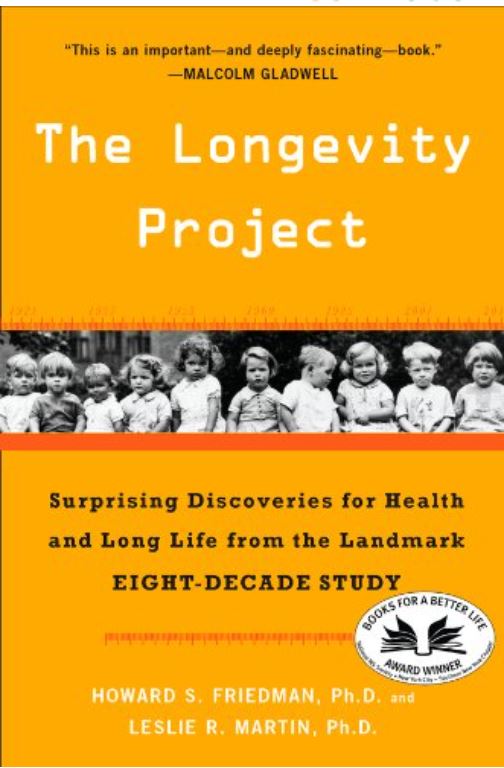 “This is an important—and deeply fascinating—book.”
—MALCOLM GLADWELL
The Longevity
Project
Surprising Discoveries for Health
and Long Life from the Landmark
EIGHT-DECADE STUDY
BOOKS FOR A BETTER LIFE
AWARD WINNER
HOWARD S. FRIEDMAN, Ph.D. and
LESLIE R. MARTIN, Ph.D.